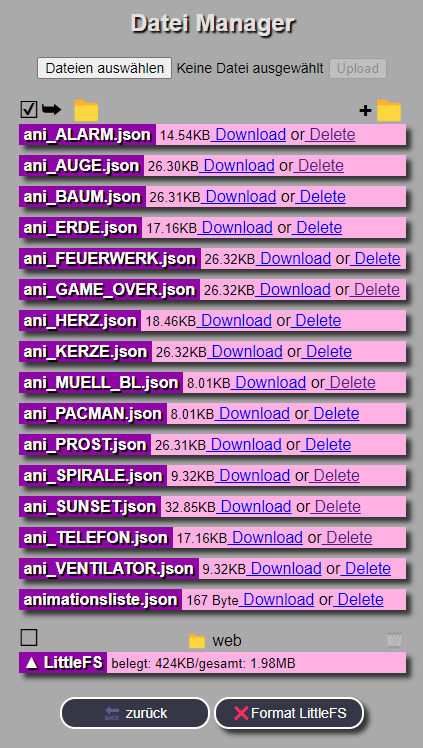 Datei Manager
Dateien auswählen Keine Datei ausgewählt Upload
ani_ALARM.json 14.54KB Download or Delete
ani_AUGE.json 26.30KB Download or Delete
ani_BAUM.json 26.31KB Download or Delete
ani_ERDE.json 17.16KB Download or Delete
ani_FEUERWERK.json 26.32KB Download or Delete
ani_GAME_OVER.json 26.32KB Download or Delete
ani_HERZ.json 18.46KB Download or Delete
ani_KERZE.json 26.32KB Download or Delete
ani_MUELL_BL.json 8.01KB Download or Delete
ani_PACMAN.json 8.01KB Download or Delete
ani_PROST.json 26.31KB Download or Delete
ani_SPIRALE.json 9.32KB Download or Delete
ani_SUNSET.json 32.85KB Download or Delete
ani_TELEFON.json 17.16KB Download or Delete
ani_VENTILATOR.json 9.32KB Download or Delete
animationsliste.json 167 Byte Download or Delete
web
▲ LittleFS belegt: 424KB/gesamt: 1.98MB
BACK zurück ❌Format LittleFS